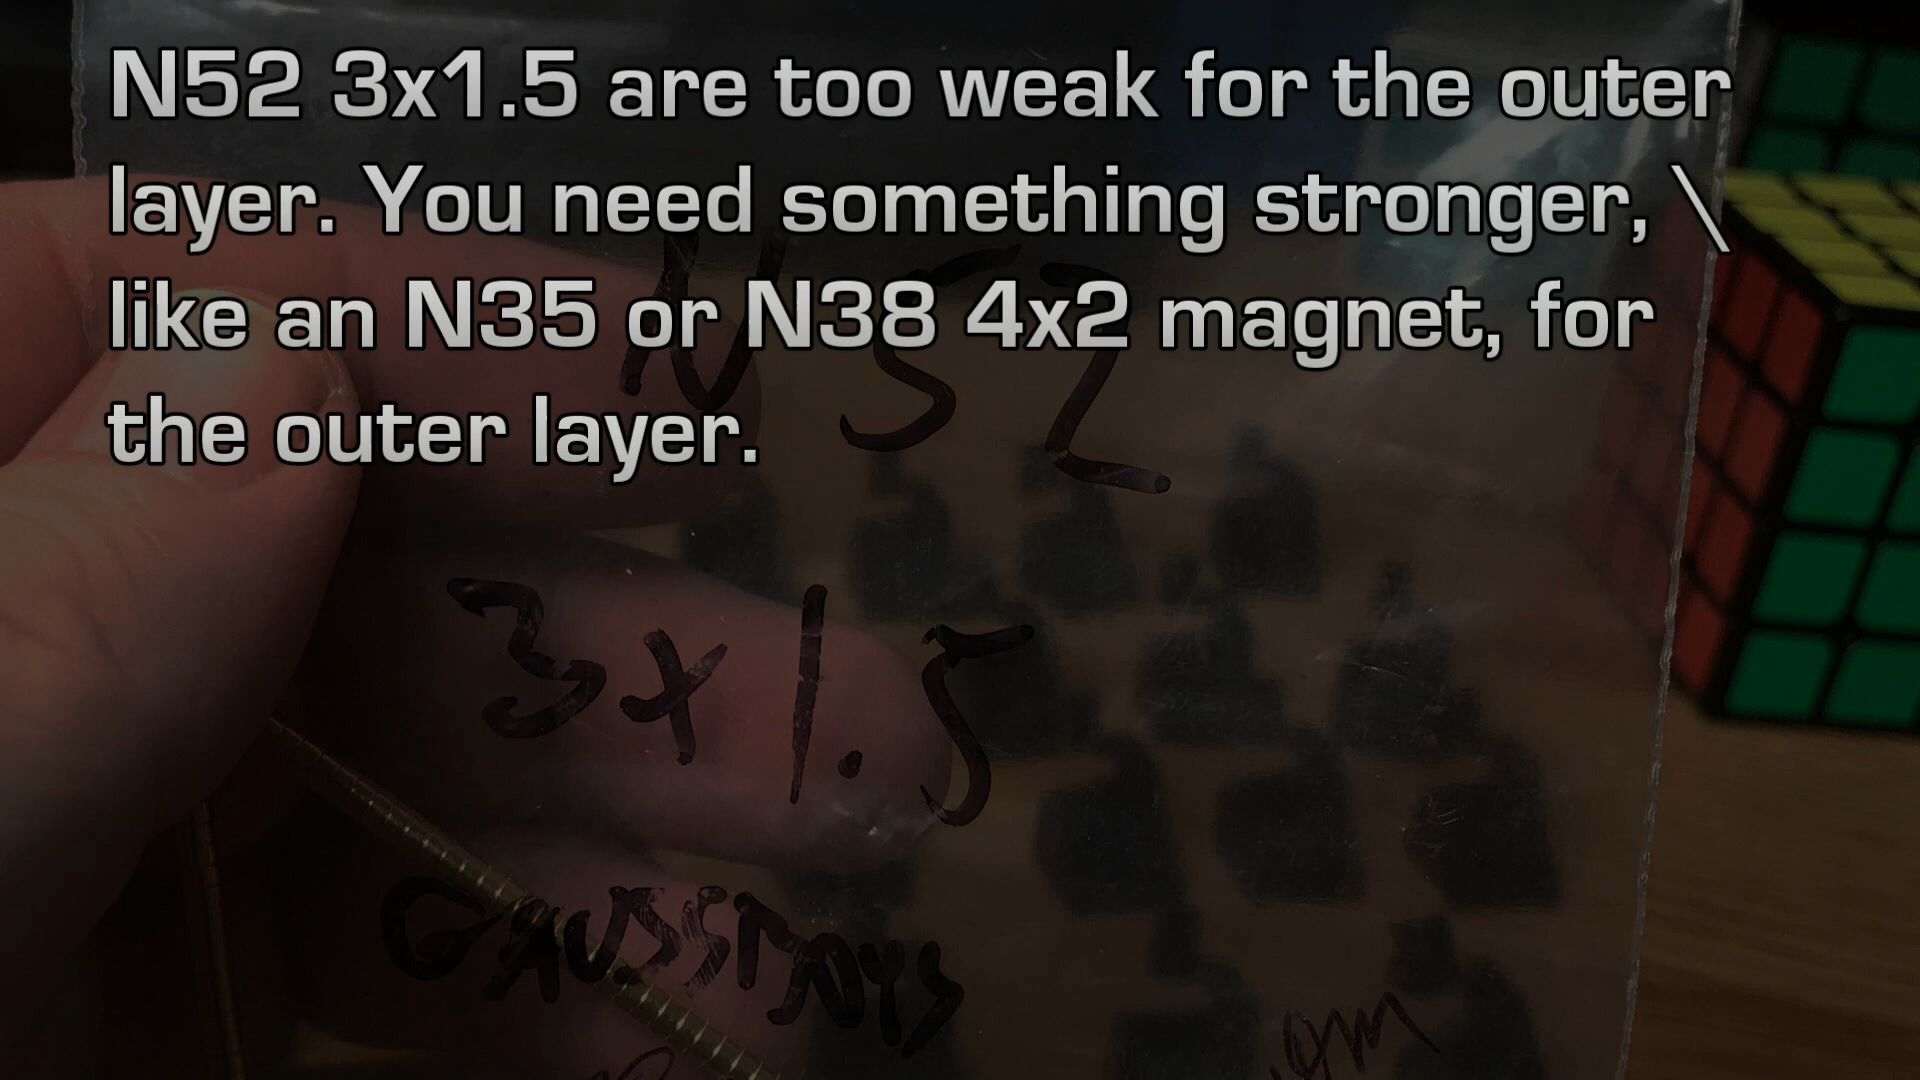 N52 3x1.5 are too weak for the outer
layer. You need something stronger, \
like an N35 or N38 4x2 magnet, for
the outer layer.
N52
3x1.5
GAUSSBOYS